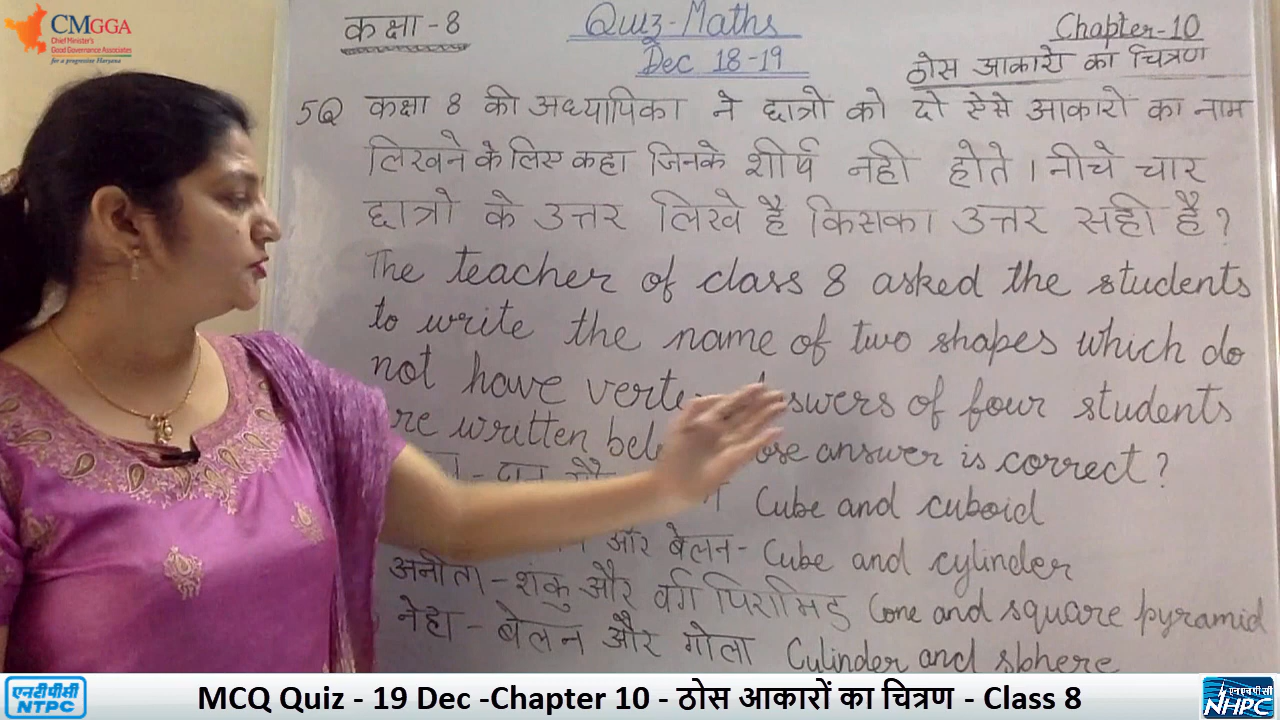 CMGGA
Chief Minister's
Good Governance Associates
for a progressive Haryana
कक्षा - 8
Quiz - Maths
Dec 18-19
Chapter-10
ठोस आकारों का चित्रण
5Q कक्षा 8 की अध्यापिका ने छात्रों को दो ऐसे आकारों का नाम
लिखने के लिए कहा जिनके शीर्ष नही होते । नीचे चार
छात्रो के उत्तर लिखे है किसका उत्तर सही है ?
The teacher of class 8 asked the students
to write the name of two shapes which do
not have of four students
written answer is correct?
Cube and cuboid
और बेलन - Cube and cylinder
अनीता - शंकु और वर्ग पिरामिड Cone and square pyramid
नेहा - बेलन और गोला Cylinder and sphere
एनटीपीसी
NTPC
MCQ Quiz - 19 Dec -Chapter 10 - ठोस आकारों का चित्रण - Class 8
एनएचपीसी
NHPC